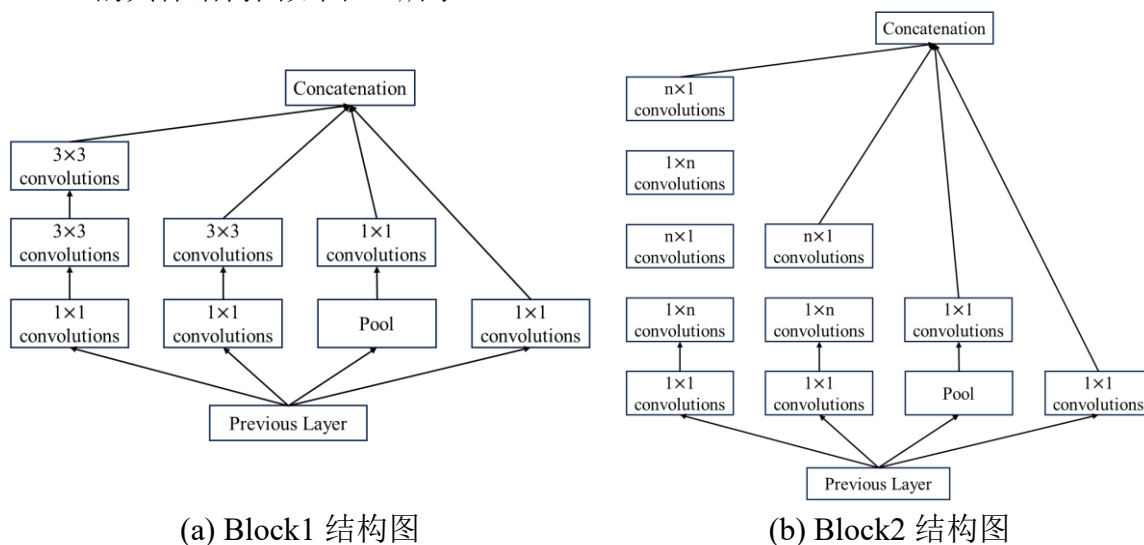 Concatenation
3×3
convolutions
3×3
convolutions
3×3
convolutions
1×1
convolutions
1×1
convolutions
1×1
convolutions
Pool
1×1
convolutions
Previous Layer
(a) Block1 结构图
Concatenation
n×1
convolutions
1×n
convolutions
n×1
convolutions
n×1
convolutions
1×n
convolutions
1×n
convolutions
1×1
convolutions
1×1
convolutions
1×1
convolutions
Pool
1×1
convolutions
Previous Layer
(b) Block2 结构图